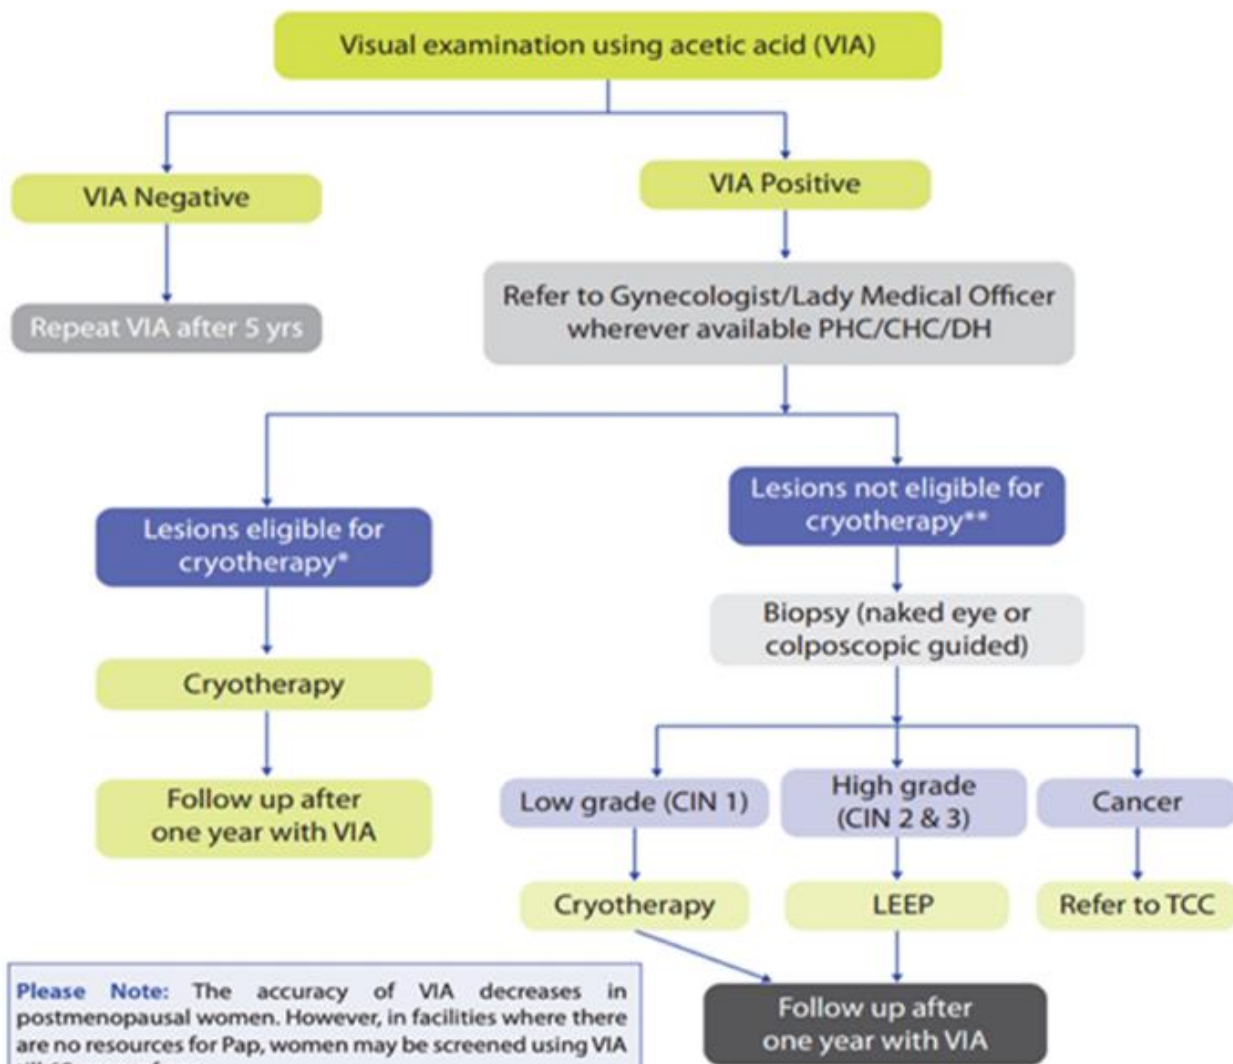 Visual examination using acetic acid (VIA)
VIA Negative
VIA Positive
Repeat VIA after 5 yrs
Refer to Gynecologist/Lady Medical Officer
wherever available PHC/CHC/DH
Lesions eligible for
cryotherapy*
Lesions not eligible for
cryotherapy**
Cryotherapy
Biopsy (naked eye or
colposcopic guided)
Follow up after
one year with VIA
Low grade (CIN 1)
High grade
(CIN 2 & 3)
Cancer
Cryotherapy
LEEP
Refer to TCC
Please Note: The accuracy of VIA decreases in
postmenopausal women. However, in facilities where there
are no resources for Pap, women may be screened using VIA
Follow up after
one year with VIA